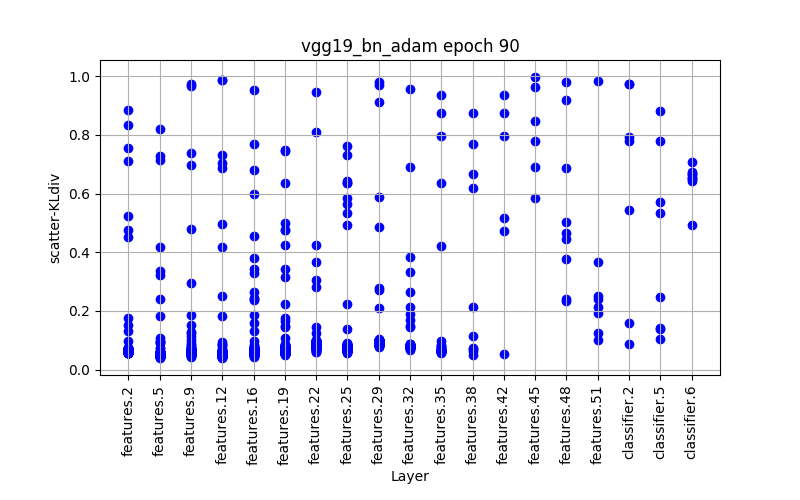 vgg19_bn_adam epoch 90
scatter-KLdiv
1.0
0.8
0.6
0.4
0.2
0.0
features.2
features.5
features.9
features.12
features.16
features.19
features.22
features.25
features.29
features.32
features.35
features.38
features.42
features.45
features.48
features.51
classifier.2
classifier.5
classifier.6
Layer